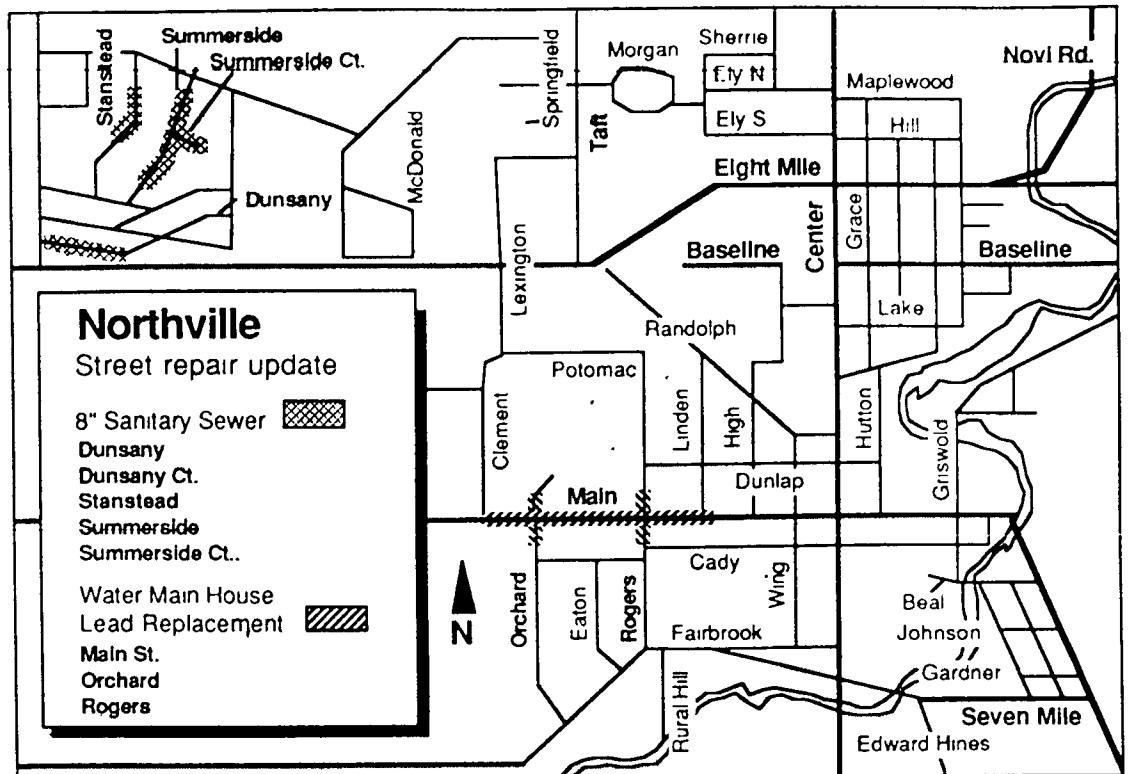 Summerside
Summerside Ct.
Stanstead
Dunsany
McDonald
Springfield
Taft
Morgan
Sherrie
Ely N
Ely S
Novi Rd.
Maplewood
Hill
Eight Mile
Grace
Center
Baseline
Baseline
Lexington
Randolph
Lake
Potomac
Clement
Linden
High
Hutton
Griswold
Dunlap
Main
Cady
Wing
Orchard
Eaton
Rogers
Fairbrook
Rural Hill
Beal
Johnson
Gardner
Seven Mile
Edward Hines
N
Northville
Street repair update
8" Sanitary Sewer
Dunsany
Dunsany Ct.
Stanstead
Summerside
Summerside Ct..
Water Main House
Lead Replacement
Main St.
Orchard
Rogers